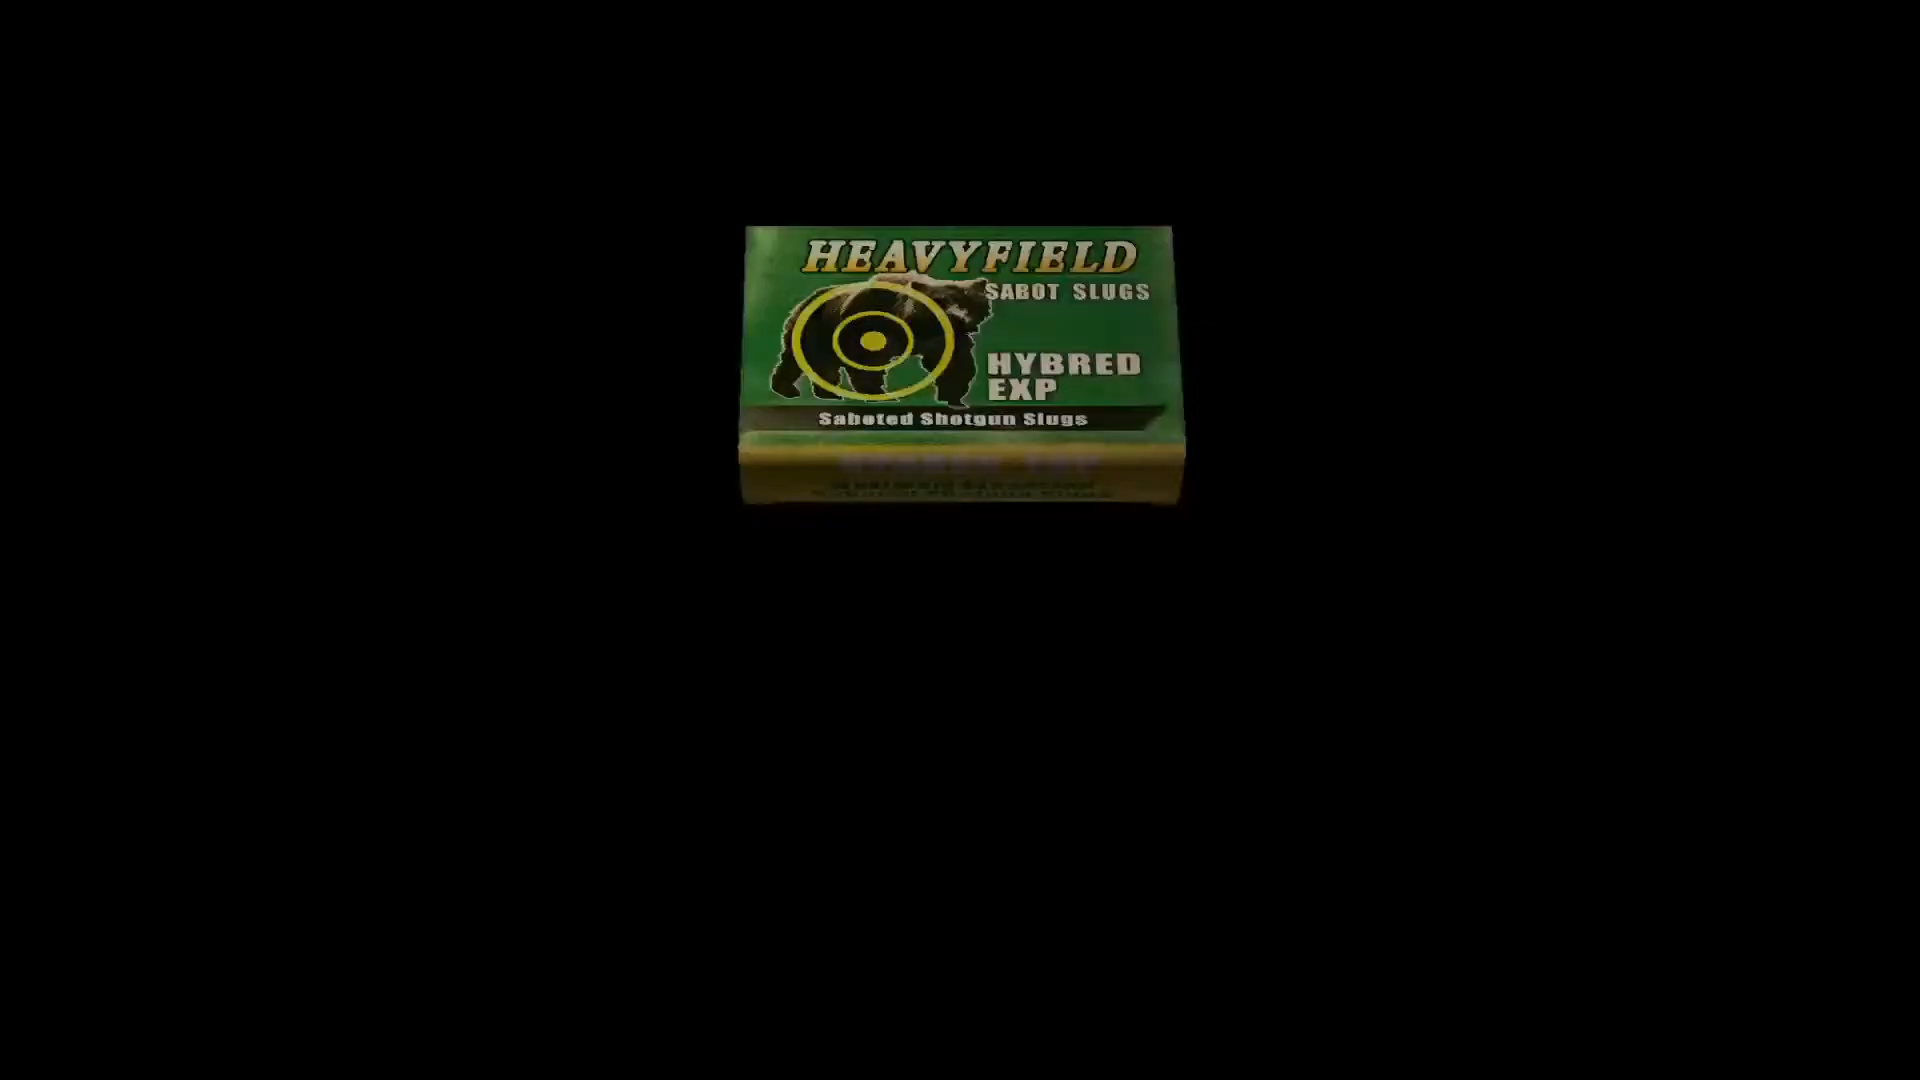 HEAVYFIELD
SABOT SLUGS
HYBRED
EXP
Saboted Shotgun Slugs